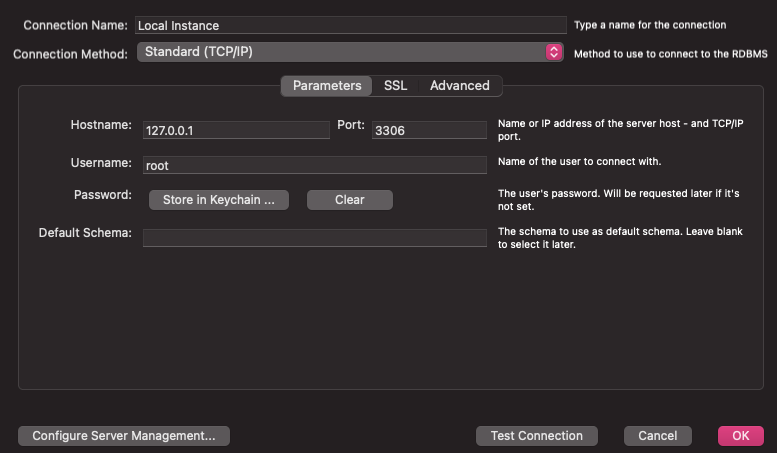 Connection Name: Local Instance Type a name for the connection
Connection Method: Standard (TCP/IP) Method to use to connect to the RDBMS
Parameters SSL Advanced
Hostname: 127.0.0.1 Port: 3306 Name or IP address of the server host - and TCP/IP
port.
Username: root Name of the user to connect with.
Password: Store in Keychain ... Clear The user's password. Will be requested later if it's
not set.
Default Schema: The schema to use as default schema. Leave blank
to select it later.
Configure Server Management... Test Connection Cancel OK